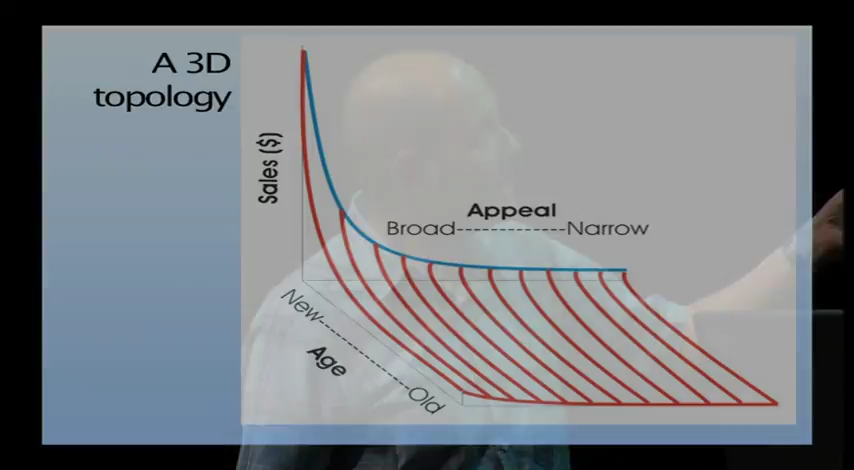 A 3D
topology
Sales ($)
Appeal
Broad------------Narrow
New----------Old
Age